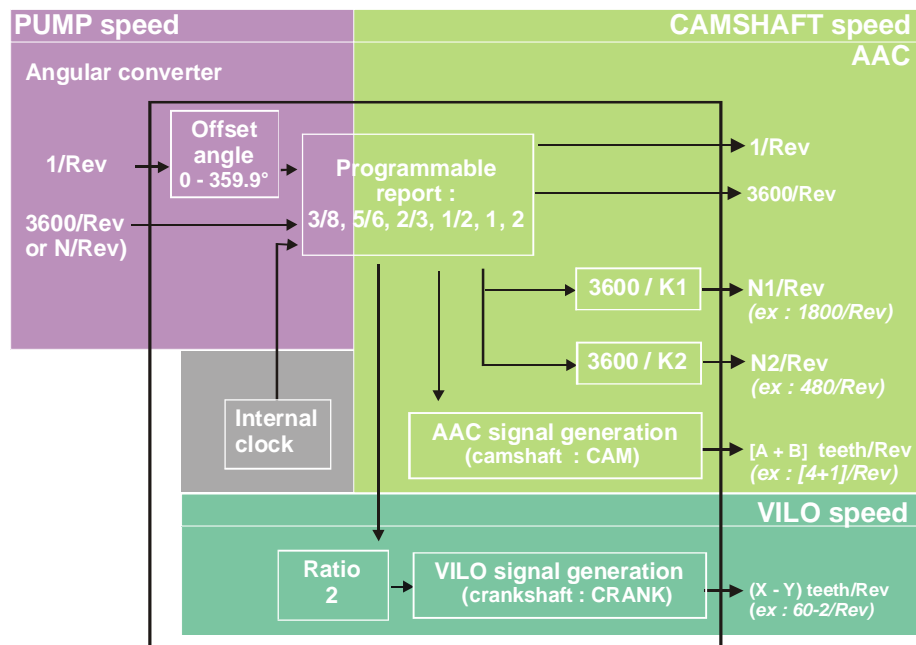 PUMP speed
CAMSHAFT speed
AAC
Angular converter
Offset
angle
0 - 359.9°
1/Rev
3600/Rev
or N/Rev)
Programmable
report :
3/8, 5/6, 2/3, 1/2, 1, 2
1/Rev
3600/Rev
3600 / K1
N1/Rev
(ex : 1800/Rev)
3600 / K2
N2/Rev
(ex : 480/Rev)
Internal
clock
AAC signal generation
(camshaft : CAM)
[A + B] teeth/Rev
(ex : [4+1]/Rev)
VILO speed
Ratio
2
VILO signal generation
(crankshaft : CRANK)
(X - Y) teeth/Rev
(ex : 60-2/Rev)